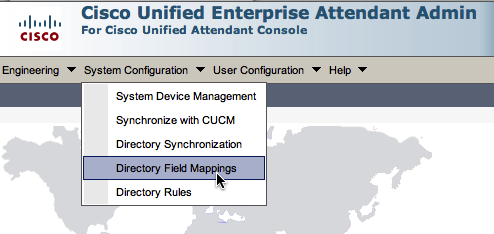 Cisco Unified Enterprise Attendant Admin
CISCO
For Cisco Unified Attendant Console
Engineering System Configuration User Configuration Help
System Device Management
Synchronize with CUCM
Directory Synchronization
Directory Field Mappings
Directory Rules